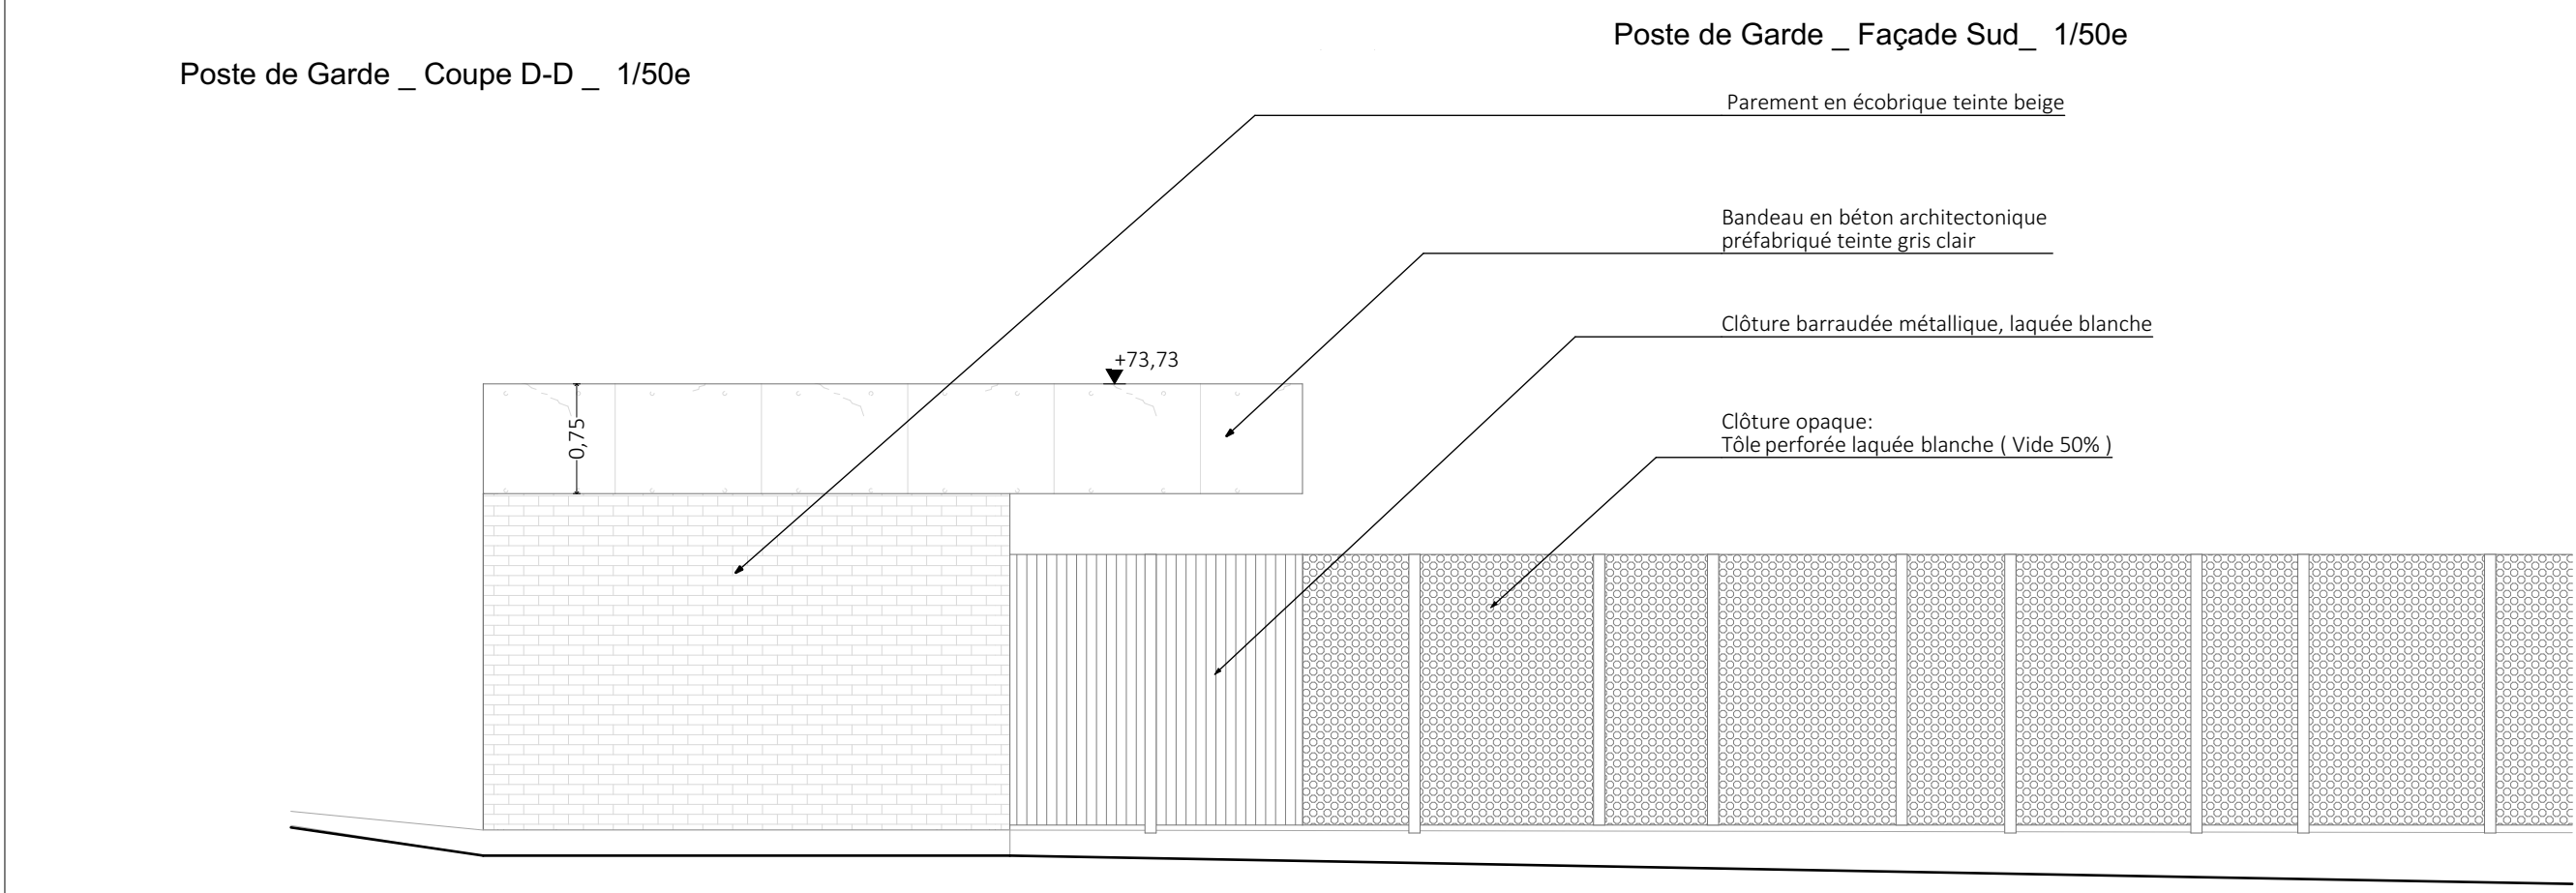 Poste de Garde _ Façade Sud_ 1/50e
Poste de Garde _ Coupe D-D _ 1/50e
Parement en écobrique teinte beige
Bandeau en béton architectonique
préfabriqué teinte gris clair
Clôture barraudée métallique, laquée blanche
+73,73
0,75
Clôture opaque:
Tôle perforée laquée blanche ( Vide 50% )